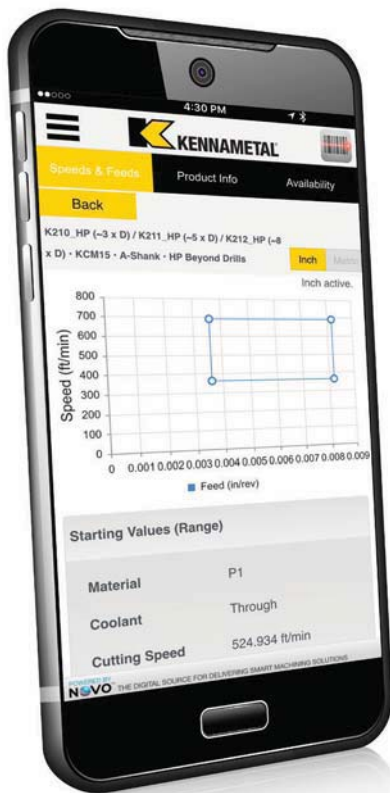 4:30 PM
KENNAMETAL
Speeds & Feeds Product Info Availability
Back
K210_HP (~3 x D) / K211_HP (~5 x D) / K212_HP (~8
x D) • KCM15 • A-Shank • HP Beyond Drills
Inch Metric
Inch active.
800
700
600
500
400
300
200
100
0
Speed (ft/min)
0 0.001 0.002 0.003 0.004 0.005 0.006 0.007 0.008 0.009
Feed (in/rev)
Starting Values (Range)
Material P1
Coolant Through
Cutting Speed 524.934 ft/min
POWERED BY
NOVO THE DIGITAL SOURCE FOR DELIVERING SMART MACHINING SOLUTIONS